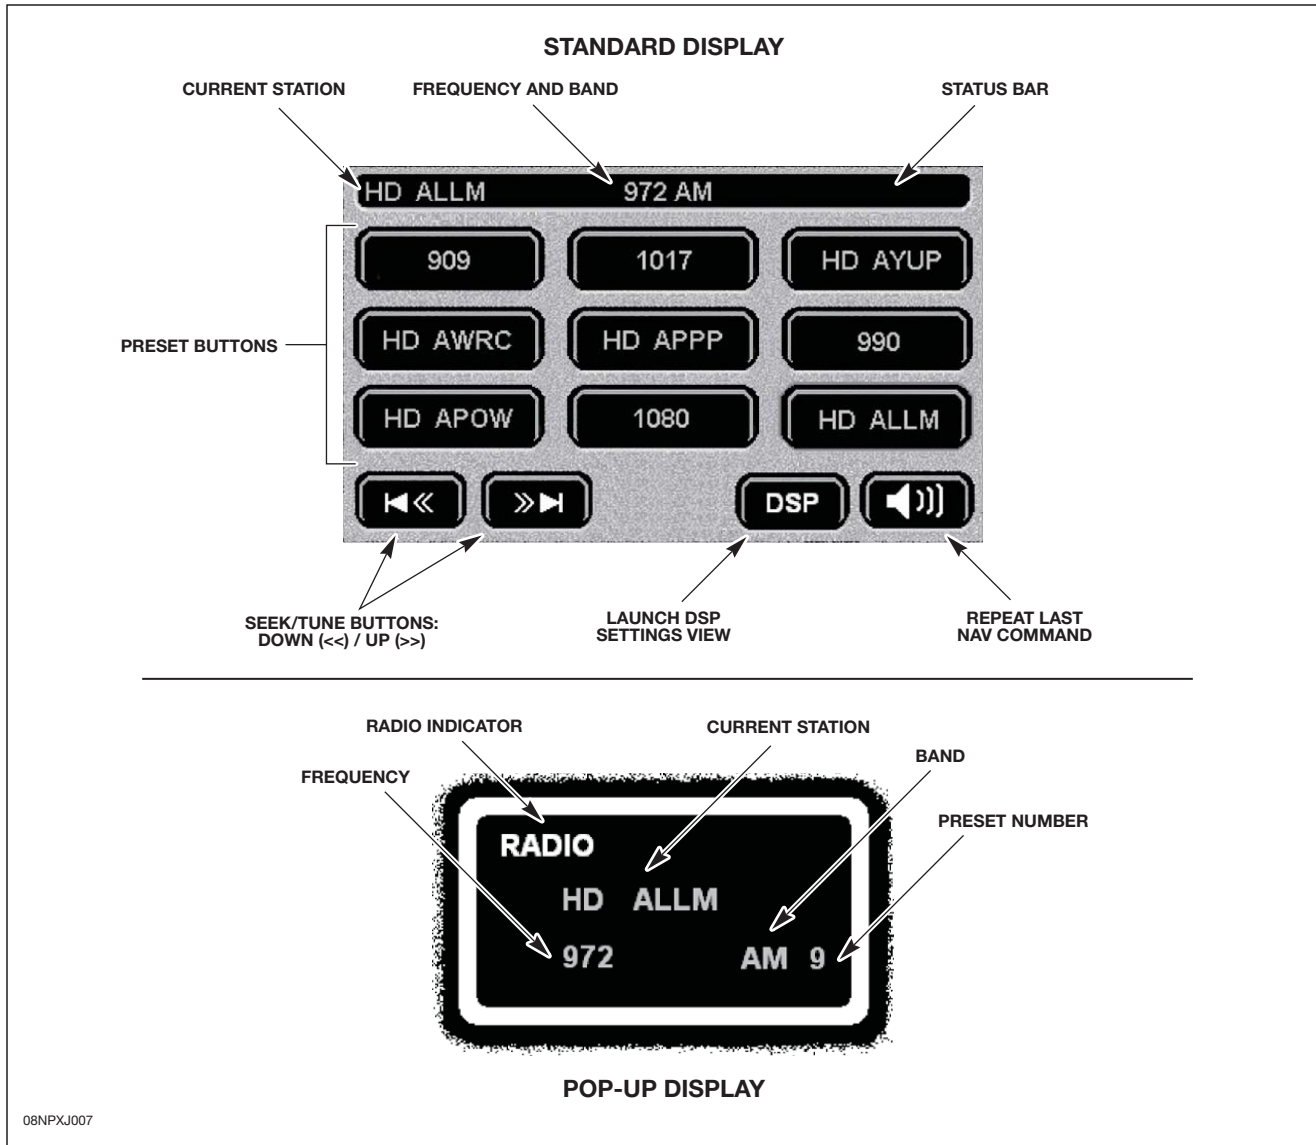 STANDARD DISPLAY
CURRENT STATION
FREQUENCY AND BAND
STATUS BAR
HD ALLM
972 AM
909
1017
HD AYUP
PRESET BUTTONS
HD AWRC
HD APPP
990
HD APOW
1080
HD ALLM
DSP
SEEK/TUNE BUTTONS:
DOWN (<<) / UP (>>)
LAUNCH DSP
SETTINGS VIEW
REPEAT LAST
NAV COMMAND
RADIO INDICATOR
CURRENT STATION
BAND
FREQUENCY
PRESET NUMBER
RADIO
HD ALLM
972
AM 9
POP-UP DISPLAY
08NPXJ007